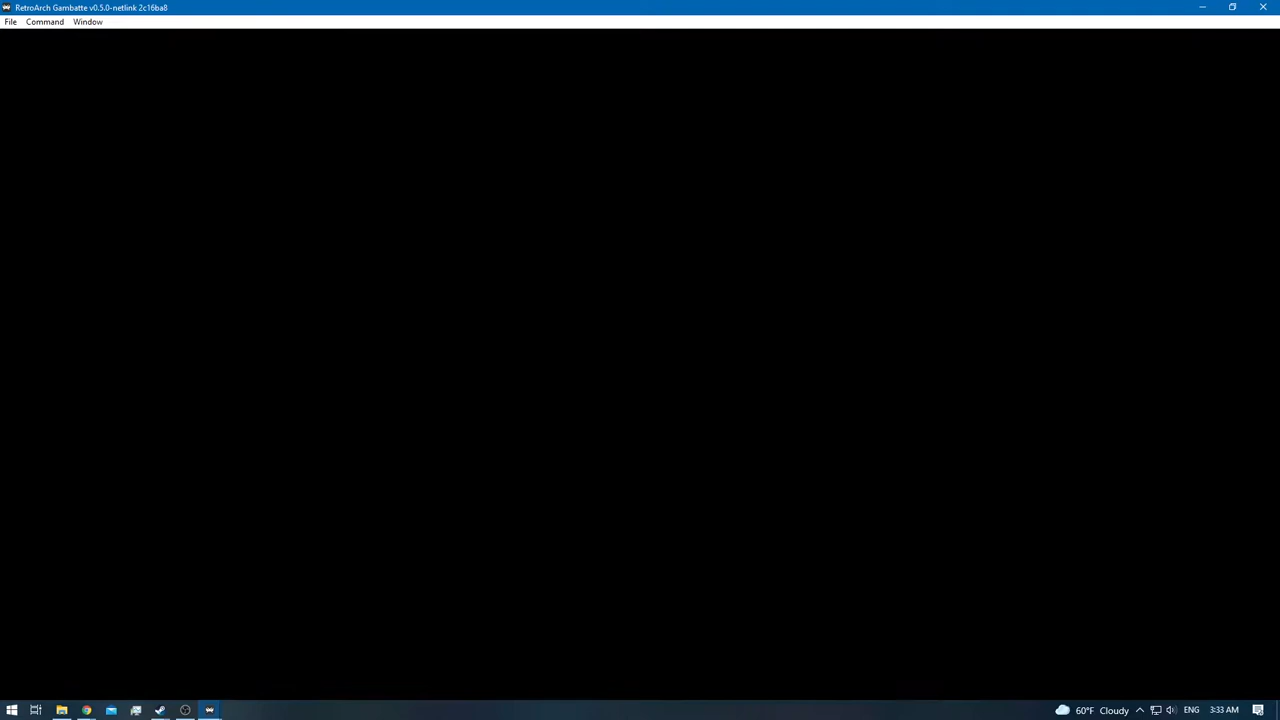 RetroArch Gambatte v0.5.0-netlink 2c16ba8
File Command Window
60°F Cloudy ENG 3:33 AM